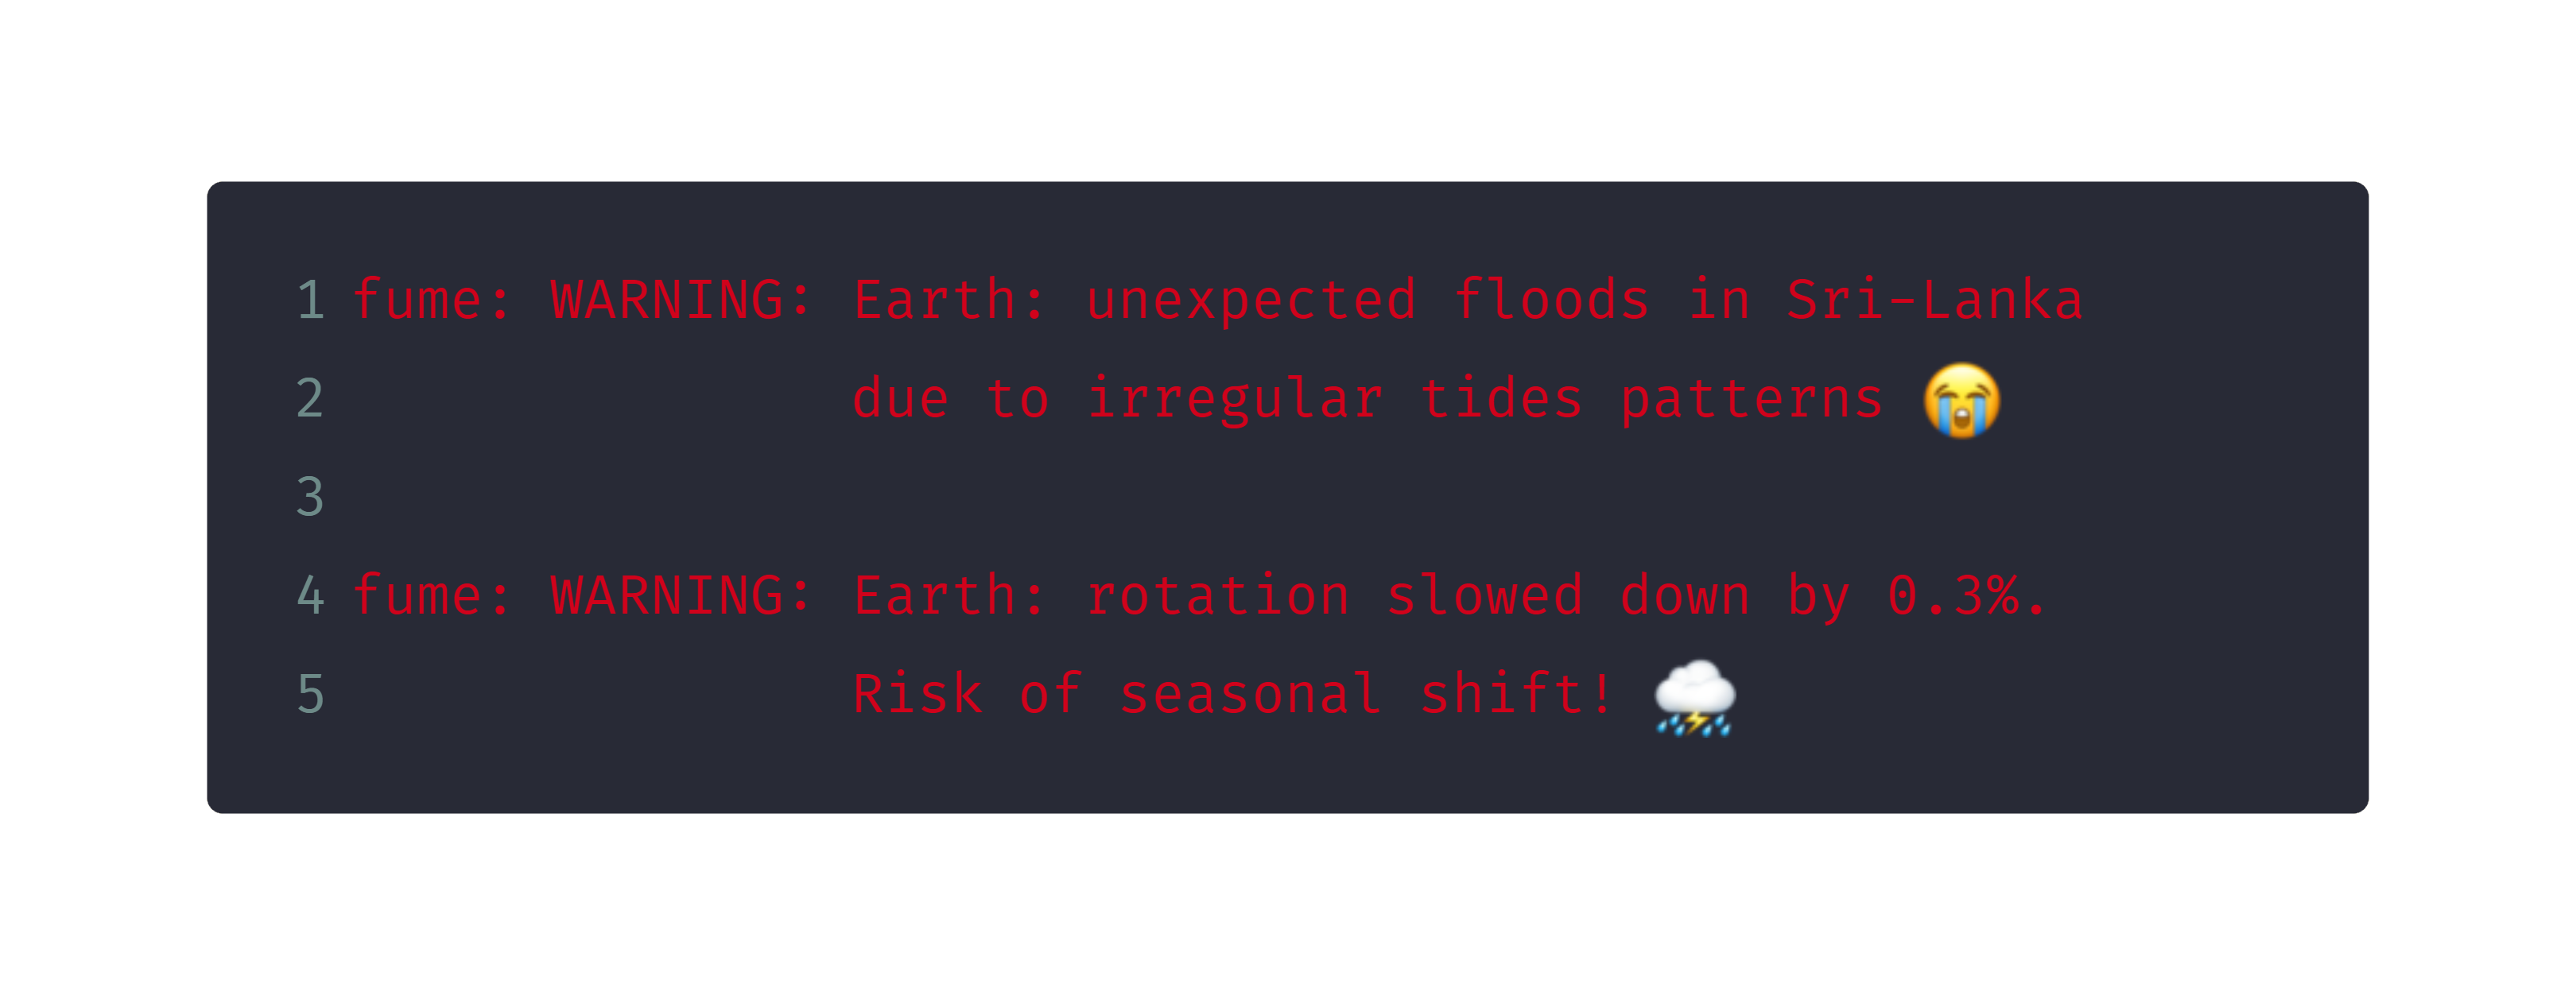 1 fume: WARNING: Earth: unexpected floods in Sri-Lanka
2 due to irregular tides patterns 😭
3
4 fume: WARNING: Earth: rotation slowed down by 0.3%.
5 Risk of seasonal shift! ⛈️